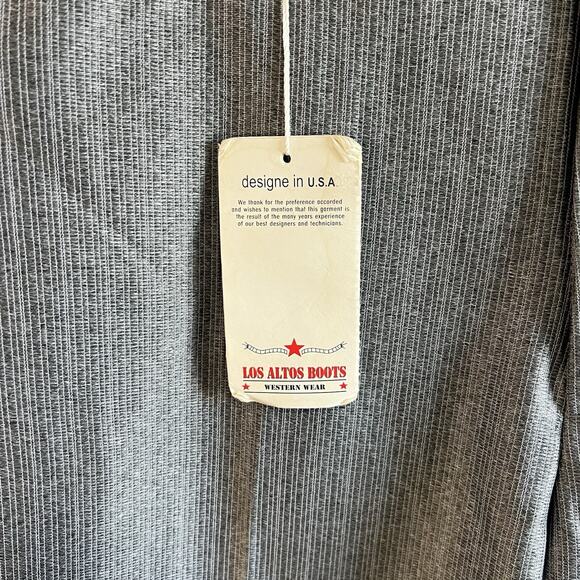 designe in U.S.A.
We thank for the preference accorded
and wishes to mention that this garment is
the result of the many years experience
of our best designers and technicians.
LOS ALTOS BOOTS
WESTERN WEAR